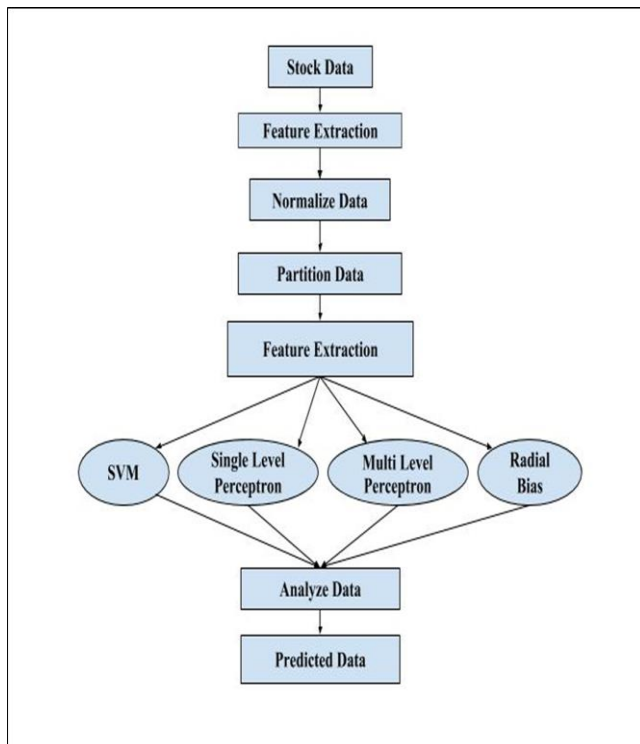 Stock Data
Feature Extraction
Normalize Data
Partition Data
Feature Extraction
SVM
Single Level
Perceptron
Multi Level
Perceptron
Radial
Bias
Analyze Data
Predicted Data